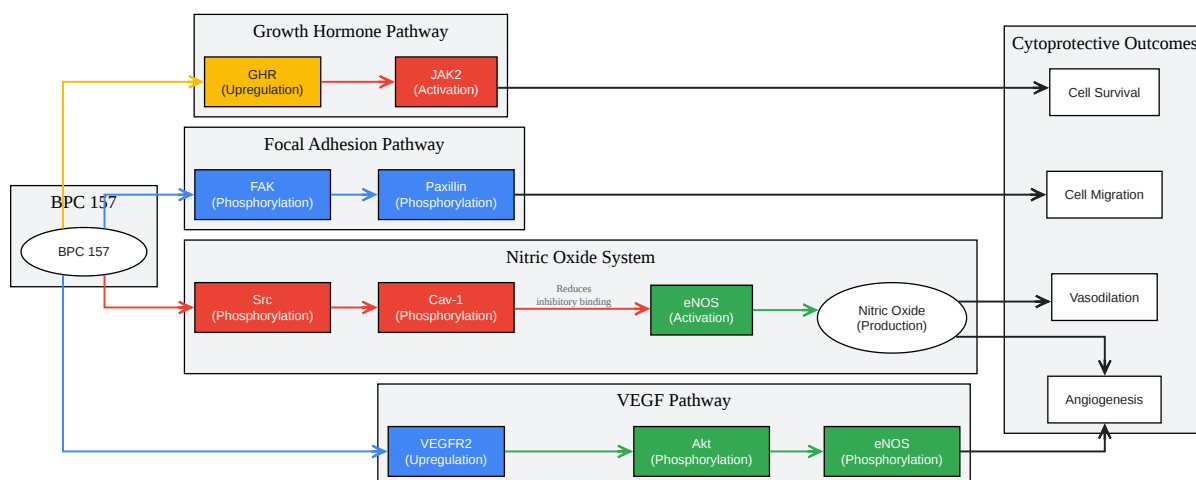 Growth Hormone Pathway
GHR
(Upregulation)
JAK2
(Activation)
Cytoprotective Outcomes
Cell Survival
Focal Adhesion Pathway
FAK
(Phosphorylation)
Paxillin
(Phosphorylation)
Cell Migration
BPC 157
BPC 157
Nitric Oxide System
Src
(Phosphorylation)
Cav-1
(Phosphorylation)
Reduces
inhibitory binding
eNOS
(Activation)
Nitric Oxide
(Production)
Vasodilation
Angiogenesis
VEGF Pathway
VEGFR2
(Upregulation)
Akt
(Phosphorylation)
eNOS
(Phosphorylation)